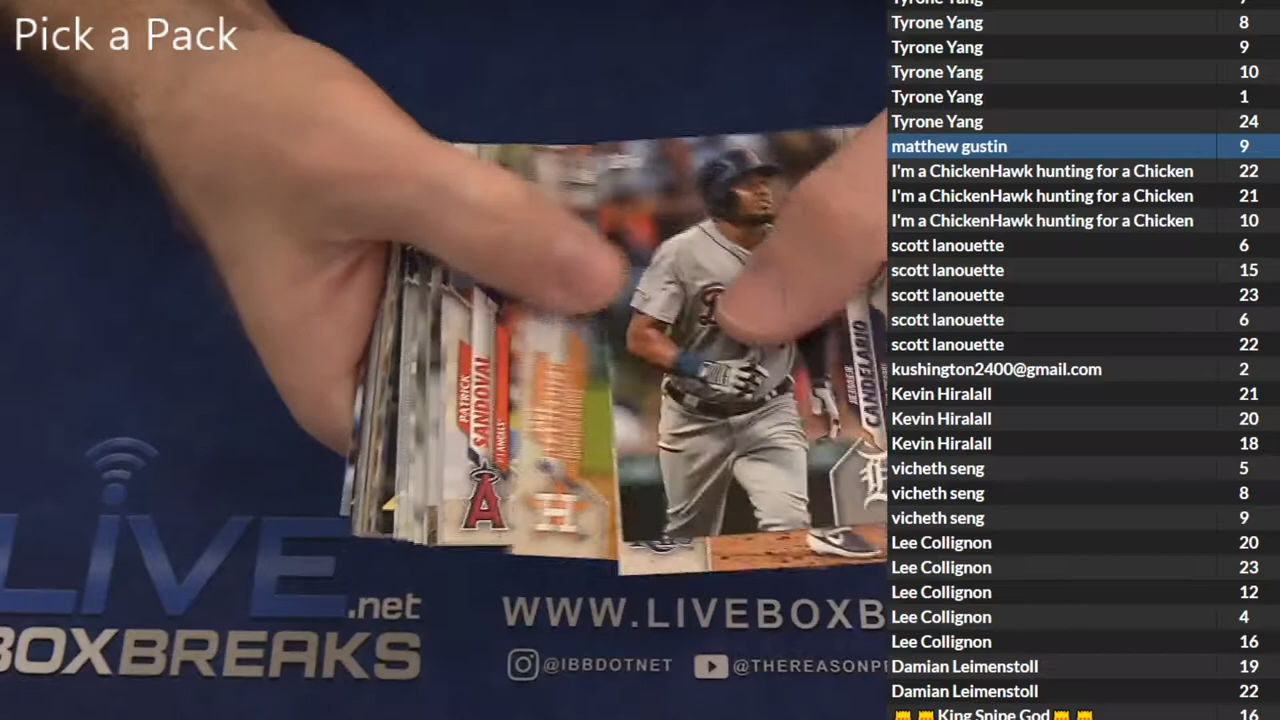 Pick a Pack
Tyrone Yang 7
Tyrone Yang 8
Tyrone Yang 9
Tyrone Yang 10
Tyrone Yang 1
Tyrone Yang 24
matthew gustin 9
I'm a ChickenHawk hunting for a Chicken 22
I'm a ChickenHawk hunting for a Chicken 21
I'm a ChickenHawk hunting for a Chicken 10
scott lanouette 6
scott lanouette 15
scott lanouette 23
scott lanouette 6
scott lanouette 22
kushington2400@gmail.com 2
Kevin Hiralall 21
Kevin Hiralall 20
Kevin Hiralall 18
vicheth seng 5
vicheth seng 8
vicheth seng 9
Lee Collignon 20
Lee Collignon 23
Lee Collignon 12
Lee Collignon 4
Lee Collignon 16
Damian Leimenstoll 19
Damian Leimenstoll 22
King Snipe God 16
PATRICK
SANDOVAL
ANGELS
A
H
JEIMER
CANDELARIO
LIVE.net
BOXBREAKS
WWW.LIVEBOXB
@IBBDOTNET @THEREASONP